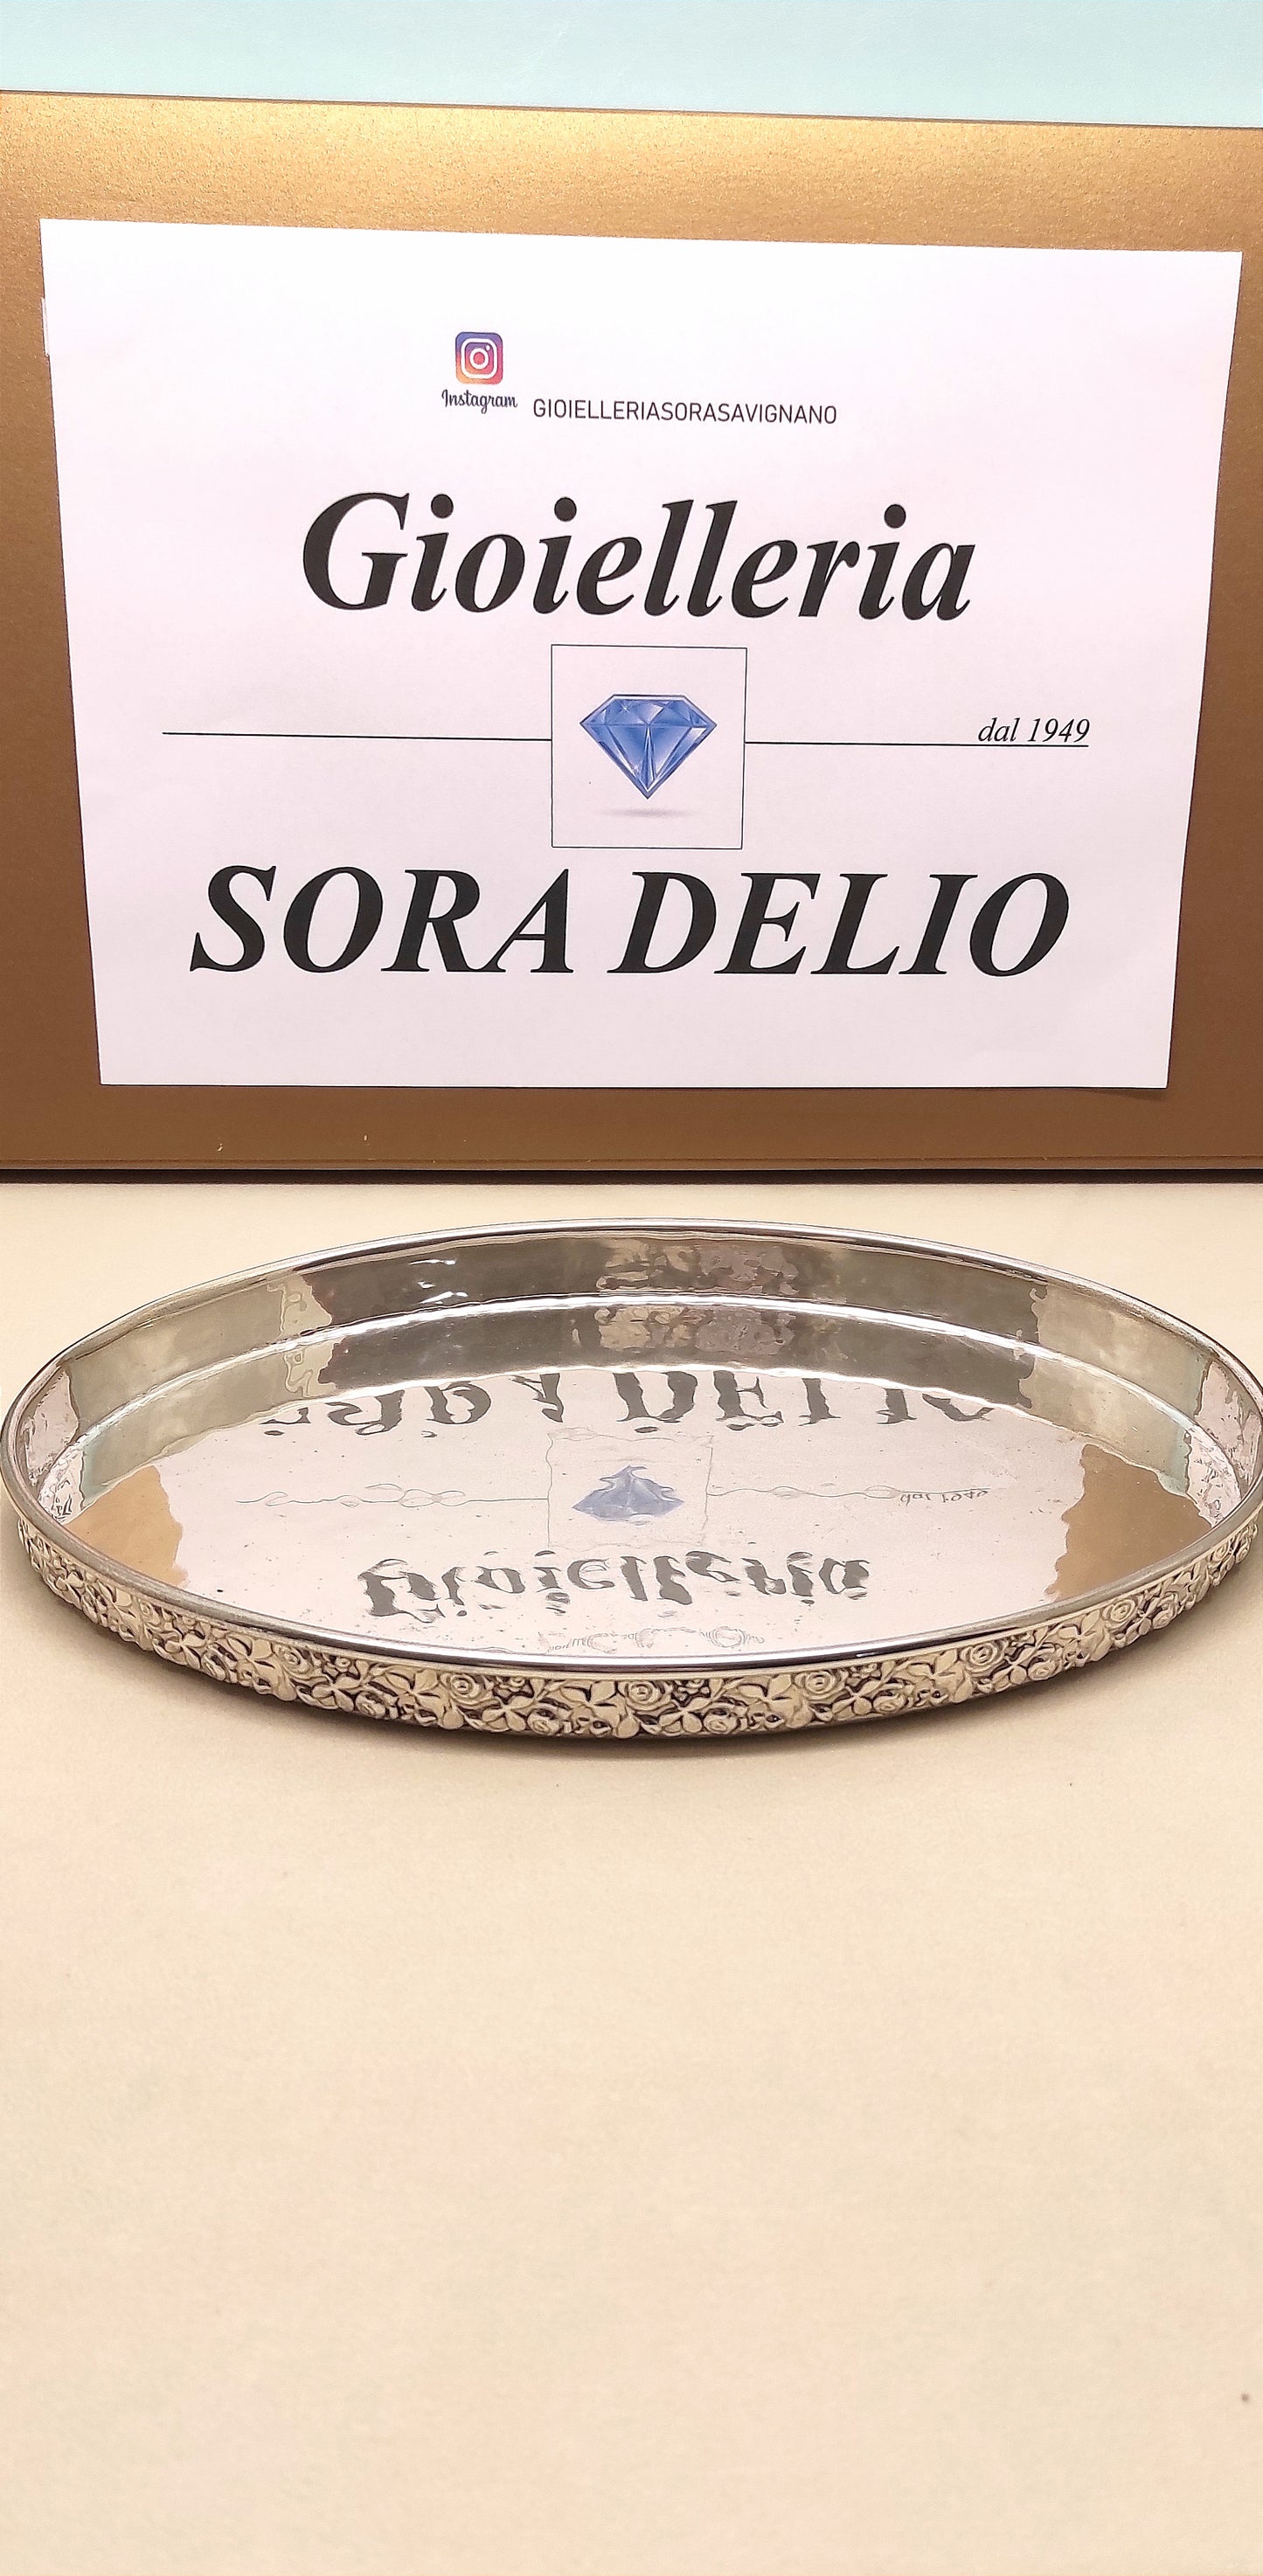 Instagram GIOIELLERIASORASAVIGNANO
Gioielleria
dal 1949
SORA DELIO